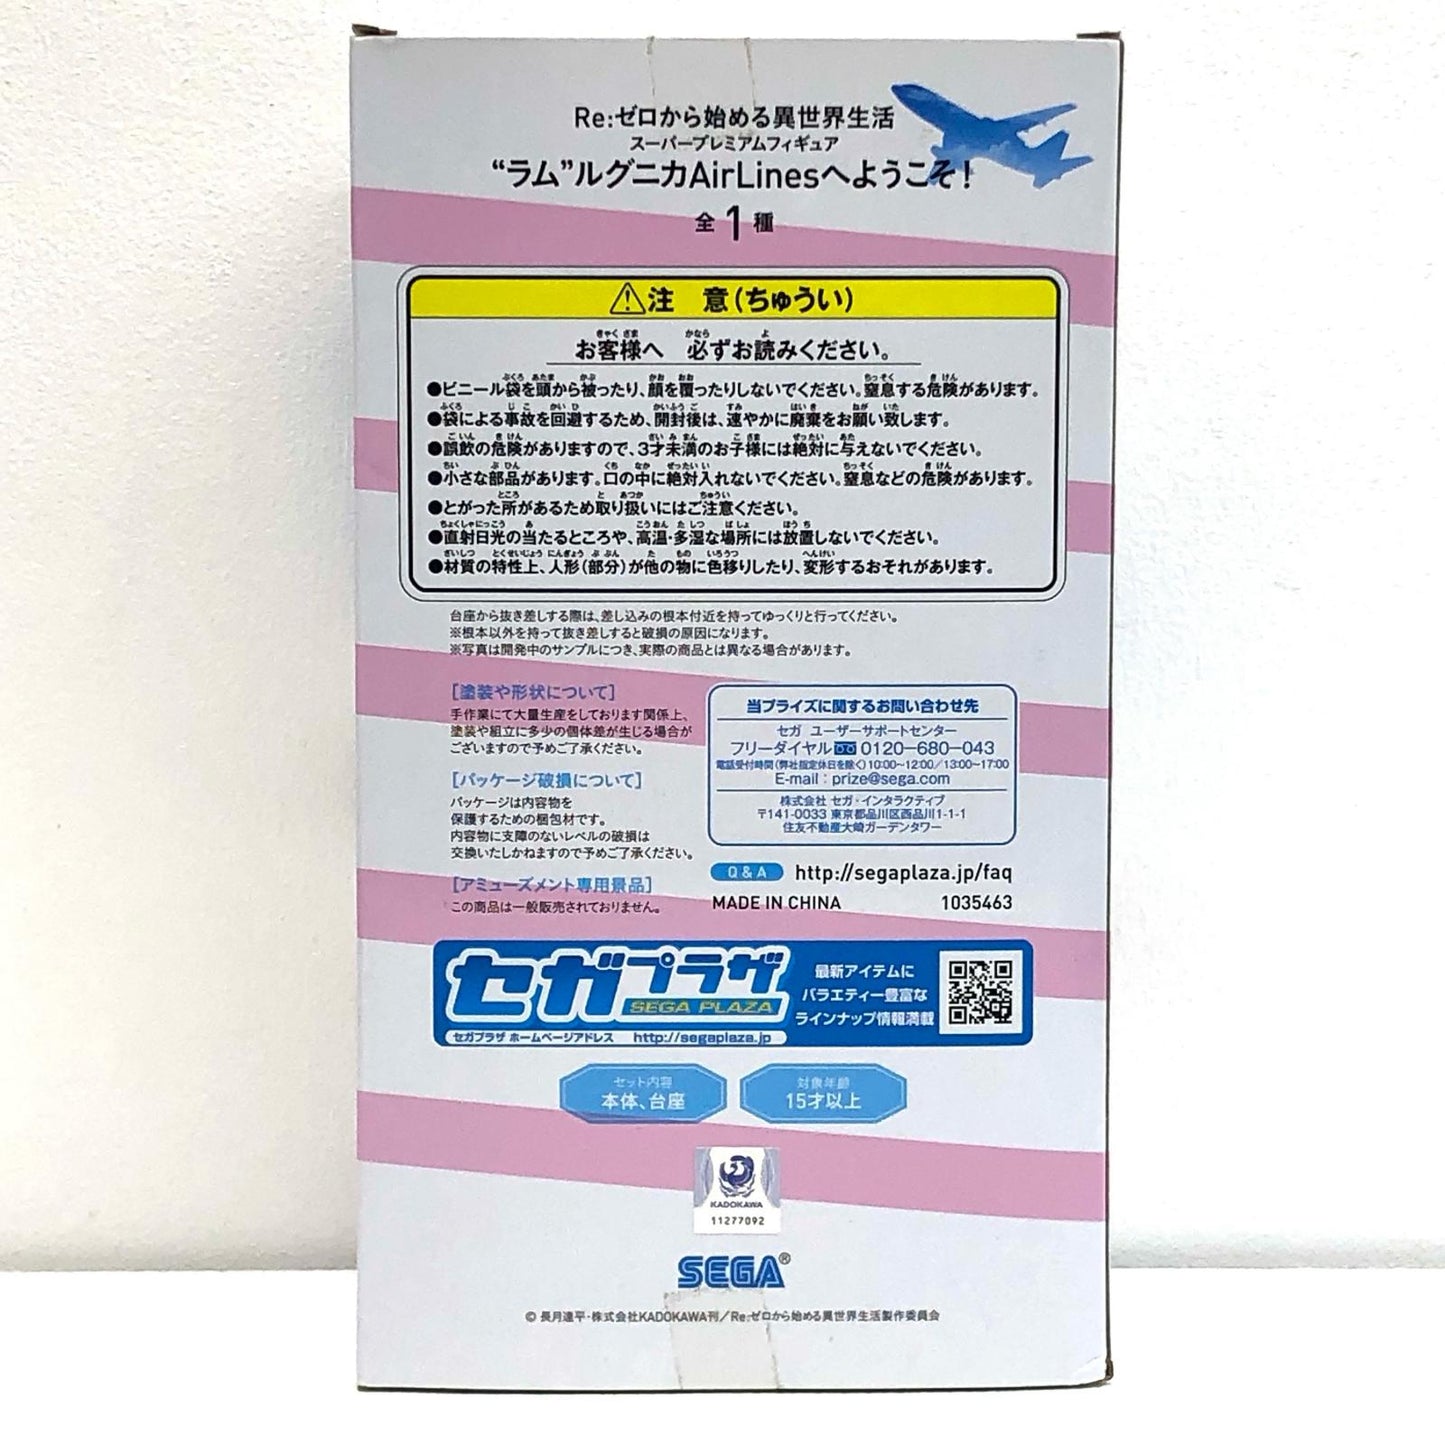 Re:ゼロから始める異世界生活
スーパープレミアムフィギュア
“ラム”ルグニカAirLinesへようこそ!
全1種
注 意(ちゅうい)
お客様へ 必ずお読みください。
●ビニール袋を頭から被ったり、顔を覆ったりしないでください。窒息する危険があります。
●袋による事故を回避するため、開封後は、速やかに廃棄をお願い致します。
●誤飲の危険がありますので、3才未満のお子様には絶対に与えないでください。
●小さな部品があります。口の中に絶対入れないでください。窒息などの危険があります。
●とがった所があるため取り扱いにはご注意ください。
●直射日光の当たるところや、高温・多湿な場所には放置しないでください。
●材質の特性上、人形(部分)が他の物に色移りしたり、変形するおそれがあります。
台座から抜き差しする際は、差し込みの根本付近を持ってゆっくりと行ってください。
※根本以外を持って抜き差しすると破損の原因になります。
※写真は開発中のサンプルにつき、実際の商品とは異なる場合があります。
[塗装や形状について]
手作業にて大量生産をしております関係上、
塗装や組立に多少の個体差が生じる場合が
ございますので予めご了承ください。
[パッケージ破損について]
パッケージは内容物を
保護するための梱包材です。
内容物に支障のないレベルの破損は
交換いたしかねますので予めご了承ください。
[アミューズメント専用景品]
この商品は一般販売されておりません。
当プライズに関するお問い合わせ先
セガ ユーザーサポートセンター
フリーダイヤル 0120-680-043
電話受付時間(弊社指定休日を除く)10:00~12:00/13:00~17:00
E-mail:prize@sega.com
株式会社 セガ・インタラクティブ
〒141-0033 東京都品川区西品川1-1-1
住友不動産大崎ガーデンタワー
Q&A http://segaplaza.jp/faq
MADE IN CHINA 1035463
セガプラザ
SEGA PLAZA
セガプラザ ホームページアドレス http://segaplaza.jp
最新アイテムに
バラエティー豊富な
ラインナップ情報満載
セット内容
本体、台座
対象年齢
15才以上
KADOKAWA
11277092
SEGA®
© 長月達平・株式会社KADOKAWA刊/Re:ゼロから始める異世界生活製作委員会